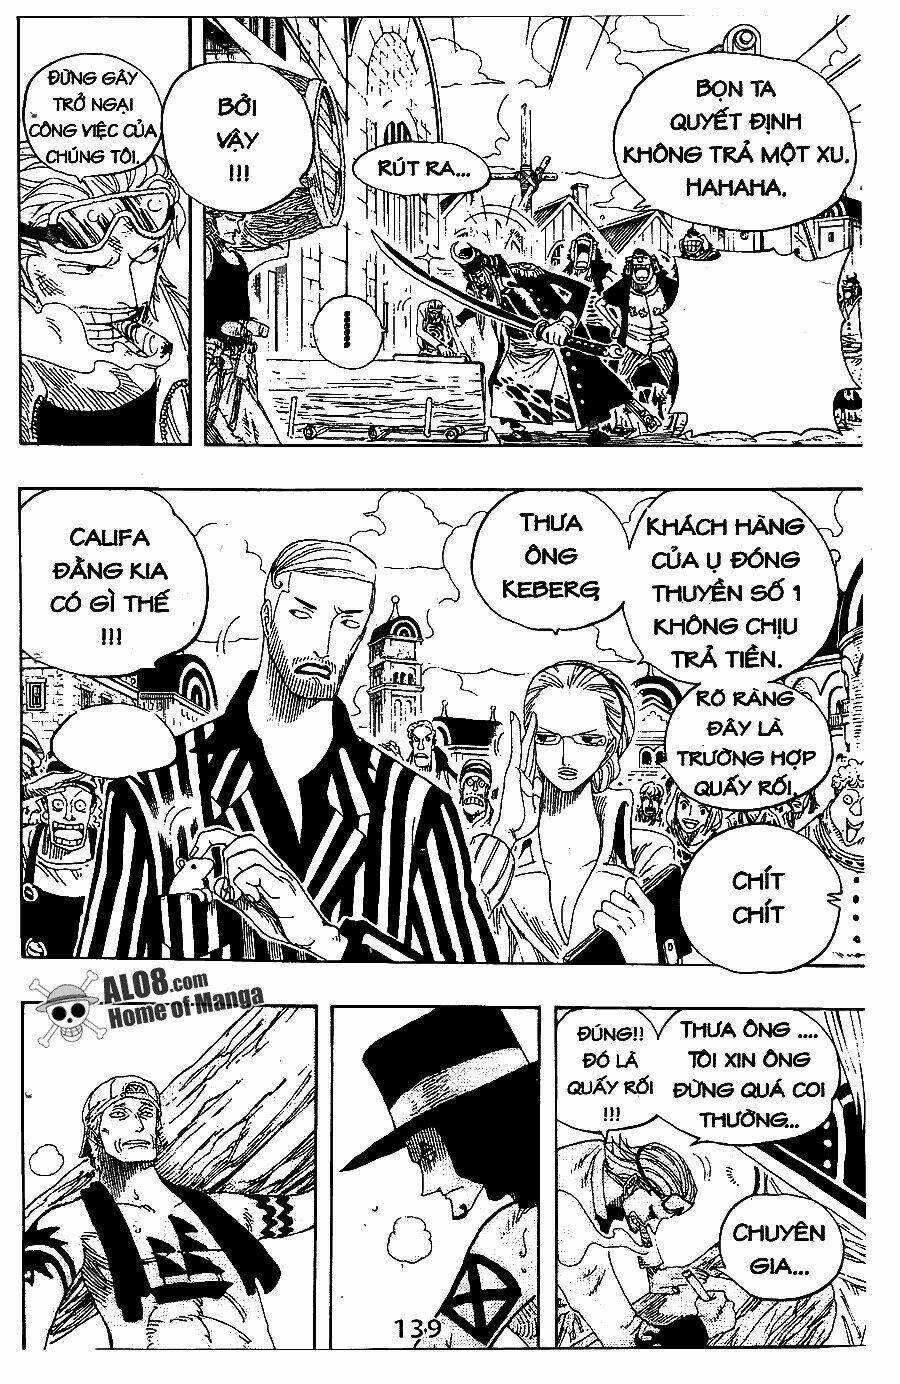 BỌN TA
QUYẾT ĐỊNH
KHÔNG TRẢ MỘT XU.
HAHAHA.
RÚT RA...
BỞI
VẬY
!!!
ĐỪNG GÂY
TRỞ NGẠI
CÔNG VIỆC CỦA
CHÚNG TÔI.
KHÁCH HÀNG
CỦA Ụ ĐÓNG
THUYỀN SỐ 1
KHÔNG CHỊU
TRẢ TIỀN.
THƯA
ÔNG
KEBERG,
RÕ RÀNG
ĐÂY LÀ
TRƯỜNG HỢP
QUẤY RỐI.
CALIFA
ĐẰNG KIA
CÓ GÌ THẾ
!!!
CHÍT
CHÍT
THƯA ÔNG ....
TÔI XIN ÔNG
ĐỪNG QUÁ COI
THƯỜNG...
ĐÚNG!!
ĐÓ LÀ
QUẤY RỐI
!!!
CHUYÊN
GIA...
AL08.com
Home of Manga
139